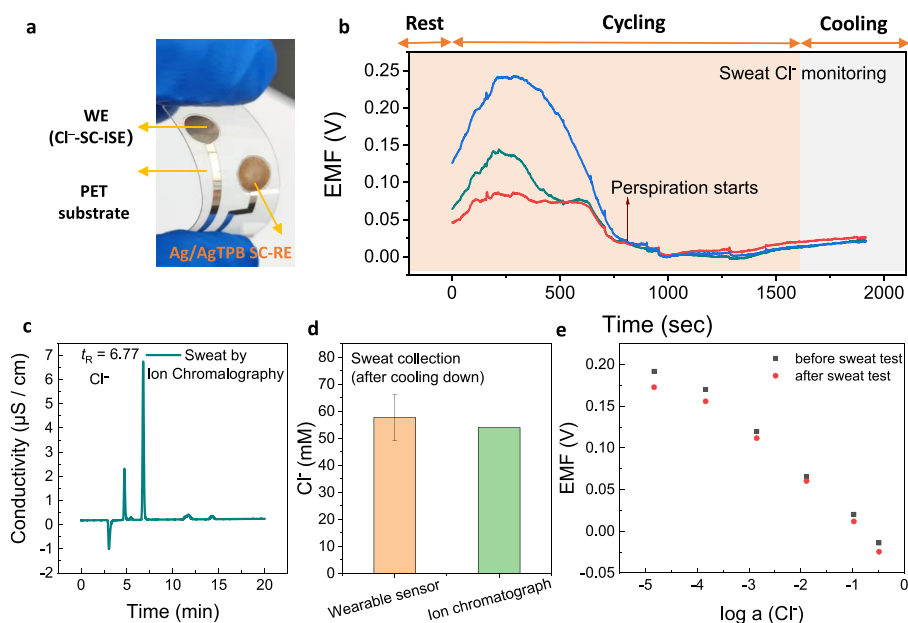 a
WE
(Cl⁻-SC-ISE)
PET
substrate
Ag/AgTPB SC-RE
b
Rest
Cycling
Cooling
Sweat Cl⁻ monitoring
Perspiration starts
EMF (V)
0.25
0.20
0.15
0.10
0.05
0.00
0
500
1000
1500
2000
Time (sec)
c
tR = 6.77
Cl⁻
Sweat by
Ion Chromalography
Conductivity (µS / cm)
7
6
5
4
3
2
1
0
-1
-2
0
5
10
15
20
Time (min)
d
Sweat collection
(after cooling down)
Cl⁻ (mM)
80
70
60
50
40
30
20
10
0
Wearable sensor
Ion chromatograph
e
before sweat test
after sweat test
EMF (V)
0.20
0.15
0.10
0.05
0.00
-0.05
-5
-4
-3
-2
-1
0
log a (Cl⁻)